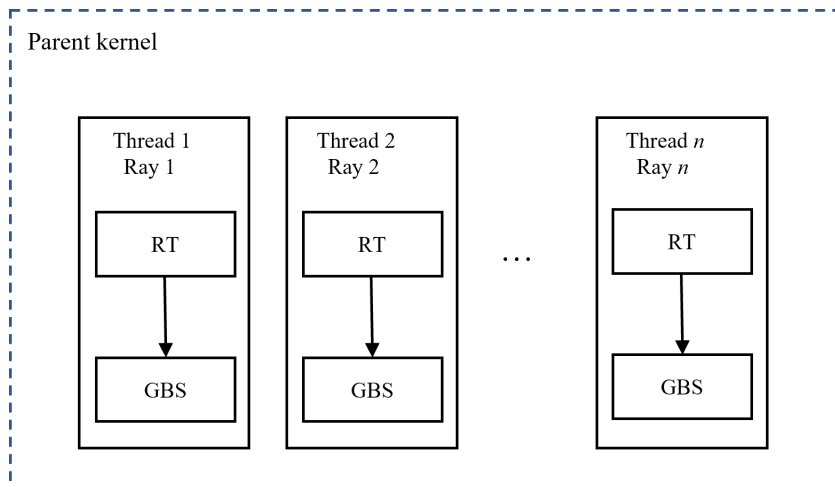 Parent kernel
Thread 1
Ray 1
RT
GBS
Thread 2
Ray 2
RT
GBS
...
Thread n
Ray n
RT
GBS